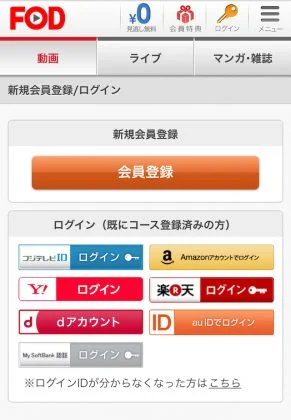 FOD
¥0
見逃し無料
会員特典
ログイン
メニュー
動画
ライブ
マンガ・雑誌
新規会員登録/ログイン
新規会員登録
会員登録
ログイン（既にコース登録済みの方）
フジテレビID ログイン
a Amazonアカウントでログイン
Y! ログイン
楽天 ログイン
d dアカウント
ID au IDでログイン
My SoftBank 認証 ログイン
※ログインIDが分からなくなった方はこちら